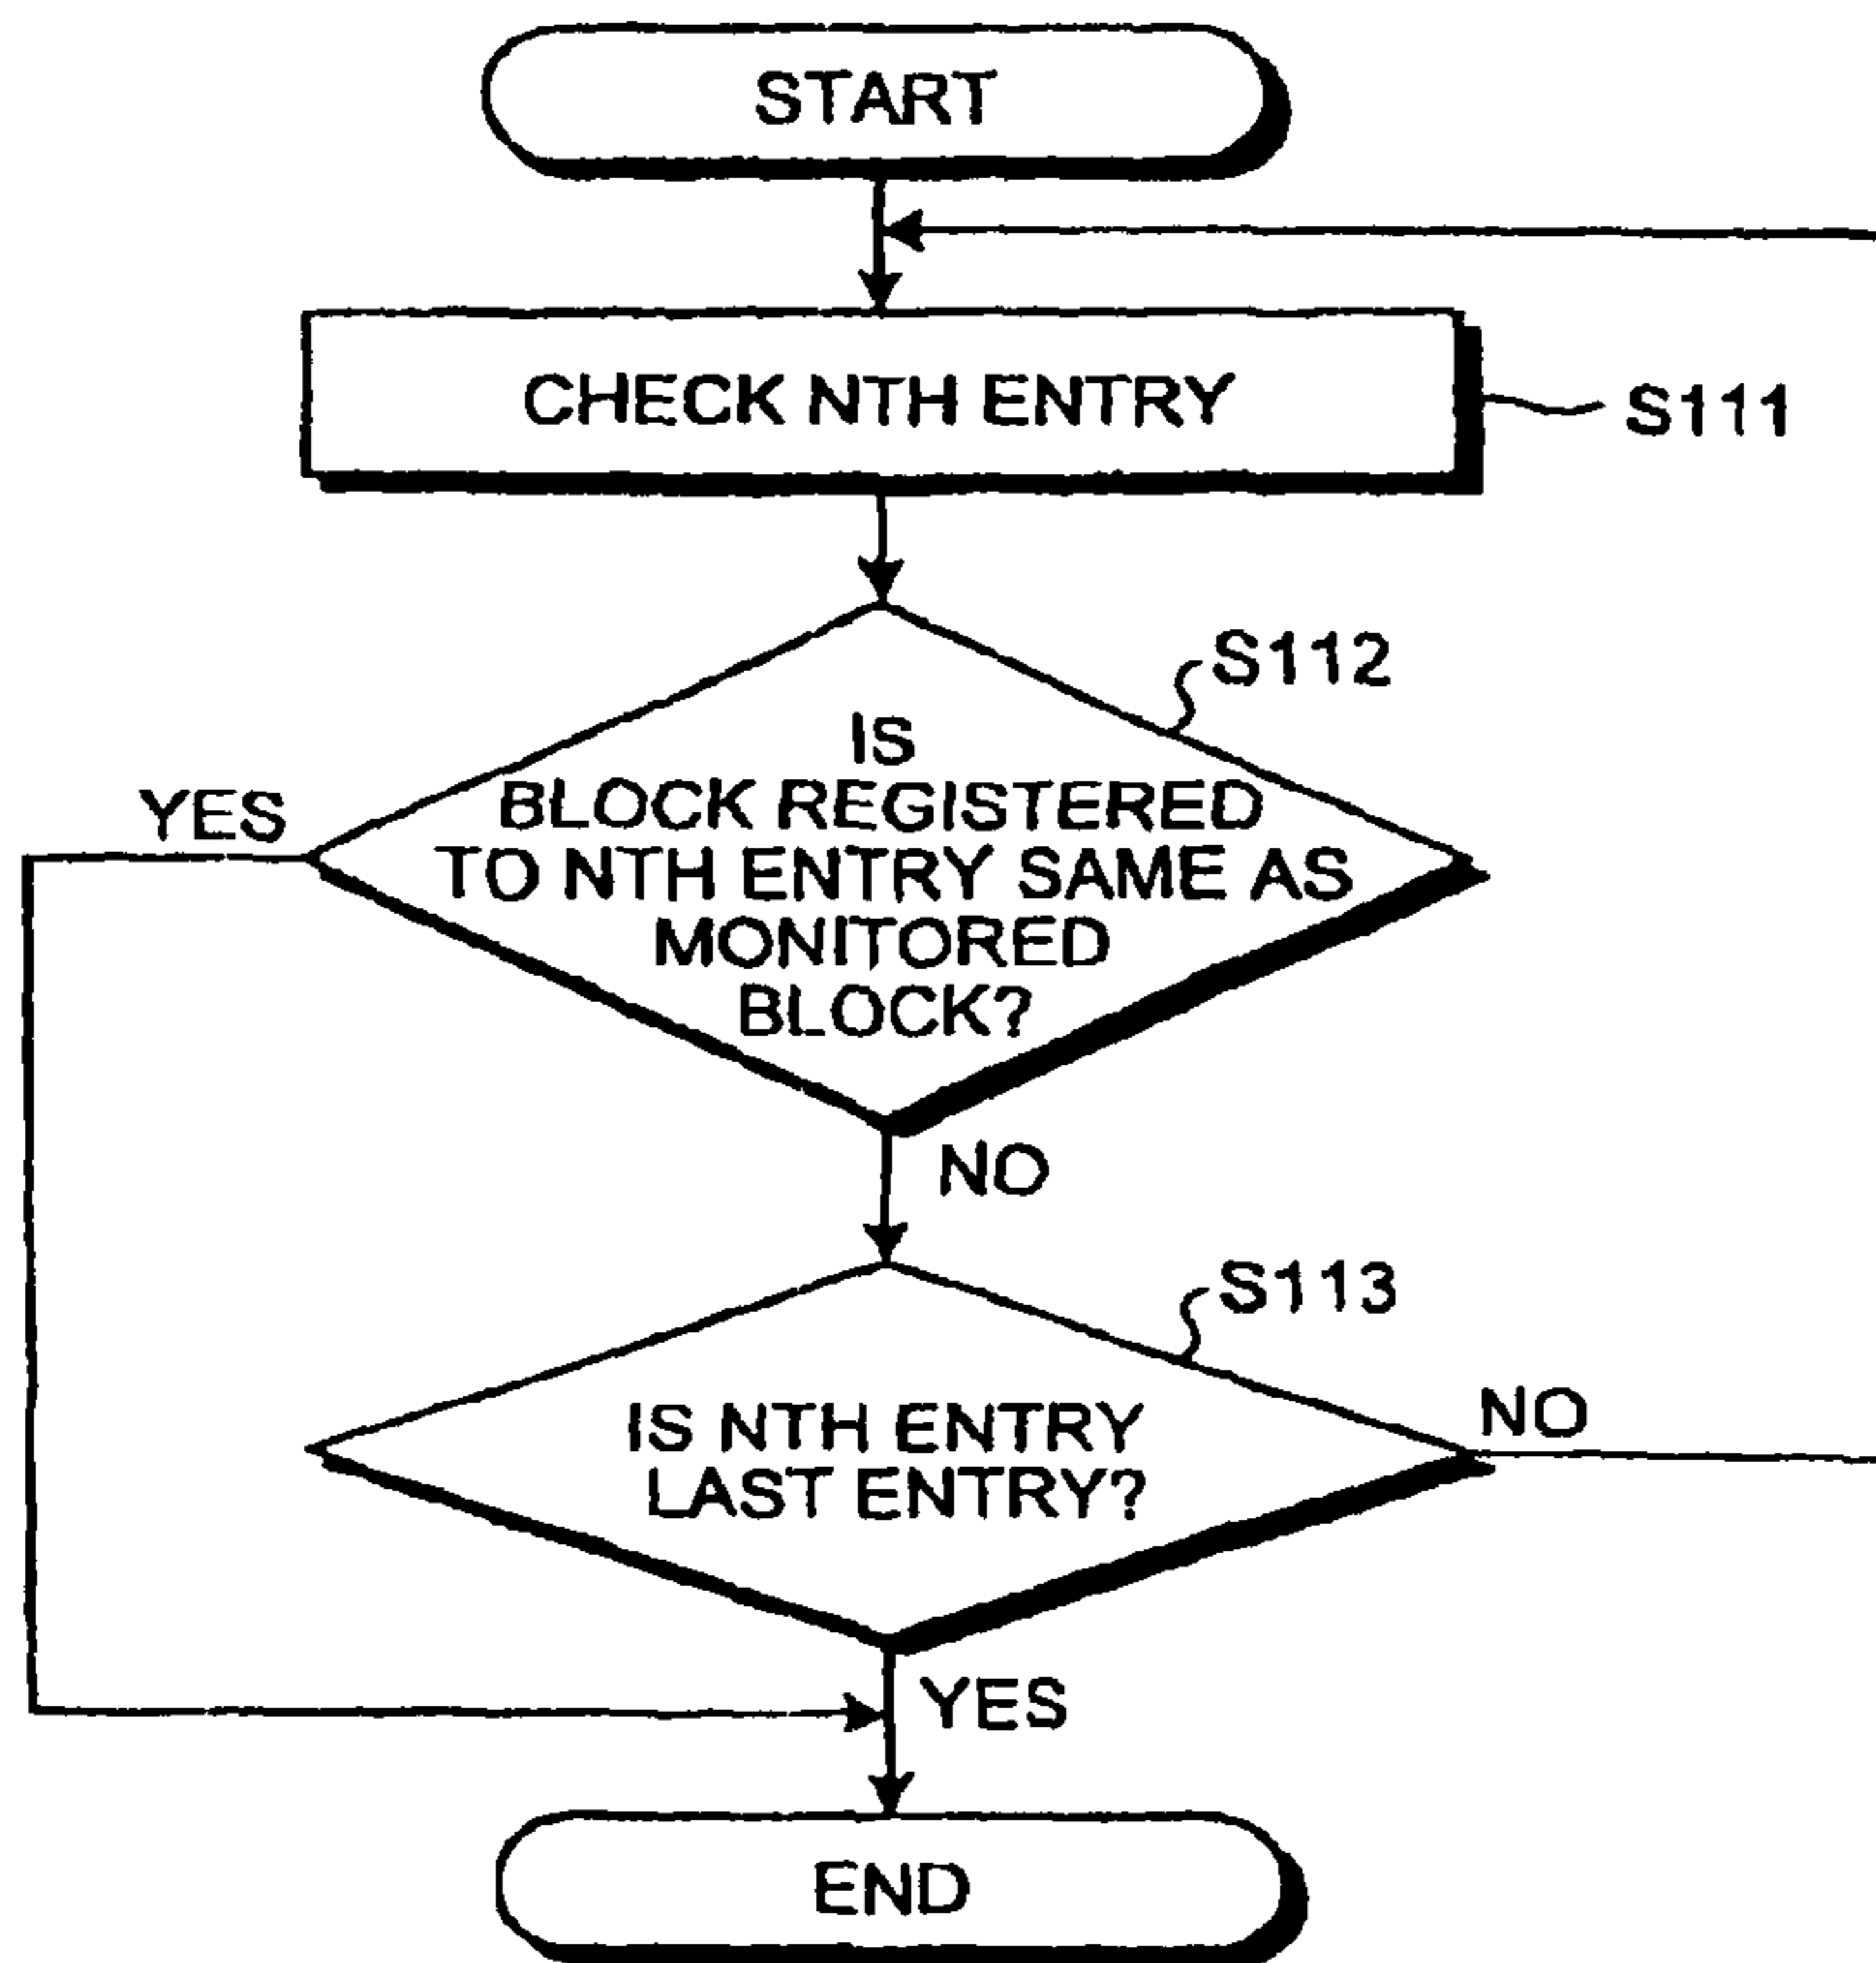 START
CHECK NTH ENTRY
S111
S112
IS
BLOCK REGISTERED
TO NTH ENTRY SAME AS
MONITORED
BLOCK?
YES
NO
S113
IS NTH ENTRY
LAST ENTRY?
NO
YES
END